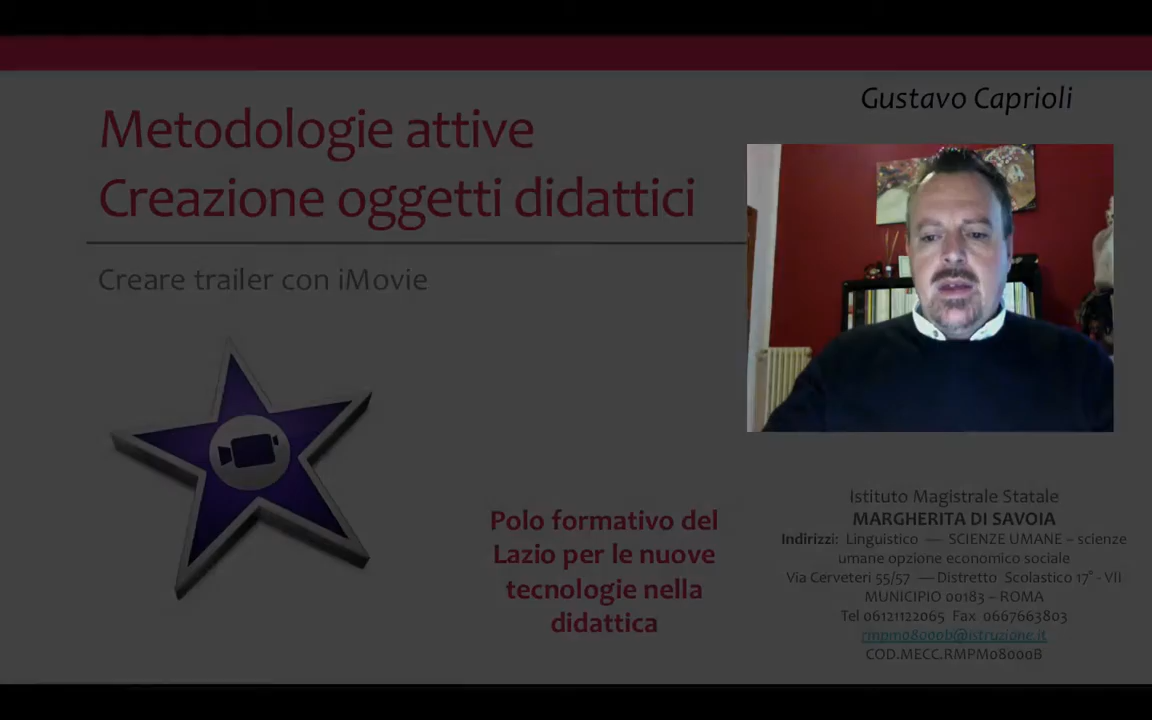 Gustavo Caprioli
Metodologie attive
Creazione oggetti didattici
Creare trailer con iMovie
Polo formativo del
Lazio per le nuove
tecnologie nella
didattica
Istituto Magistrale Statale
MARGHERITA DI SAVOIA
Indirizzi: Linguistico — SCIENZE UMANE – scienze
umane opzione economico sociale
Via Cerveteri 55/57 — Distretto Scolastico 17° - VII
MUNICIPIO 00183 – ROMA
Tel 06121122065 Fax 0667663803
rmpm08000b@istruzione.it
COD.MECC.RMPM08000B